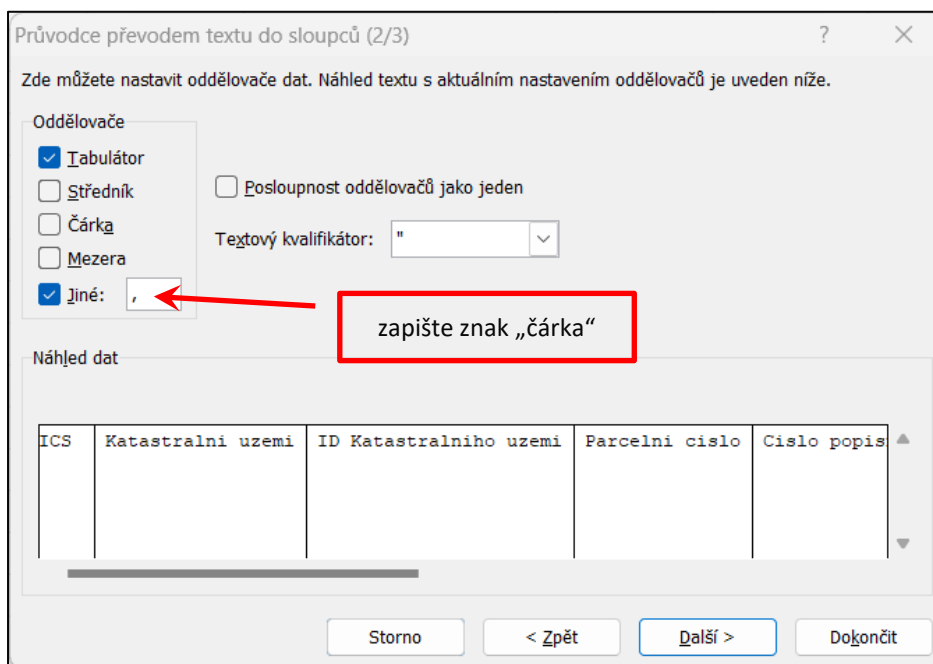 Průvodce převodem textu do sloupců (2/3)
?
Zde můžete nastavit oddělovače dat. Náhled textu s aktuálním nastavením oddělovačů je uveden níže.
Oddělovače
Tabulátor
Středník
Posloupnost oddělovačů jako jeden
Čárka
Textový kvalifikátor: "
Mezera
Jiné: ,
zapište znak „čárka“
Náhled dat
ICS Katastralni uzemi ID Katastralniho uzemi Parcelni cislo Cislo popis
Storno < Zpět Další > Dokončit